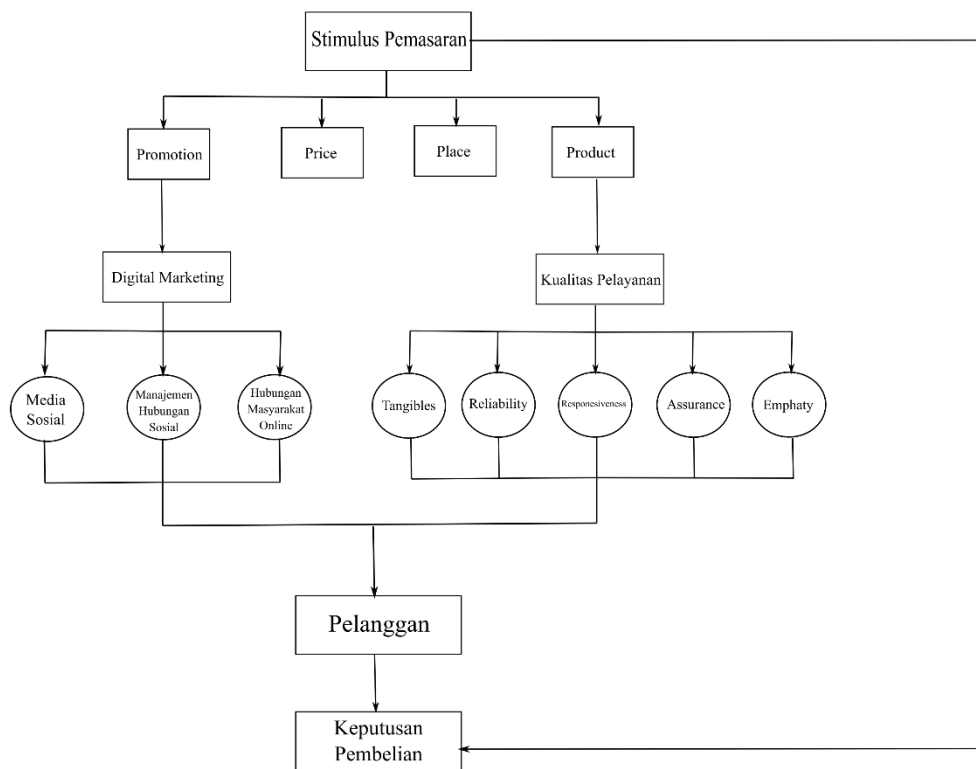 Stimulus Pemasaran
Promotion
Price
Place
Product
Digital Marketing
Kualitas Pelayanan
Media
Sosial
Manajemen
Hubungan
Sosial
Hubungan
Masyarakat
Online
Tangibles
Reliability
Responesiveness
Assurance
Emphaty
Pelanggan
Keputusan
Pembelian